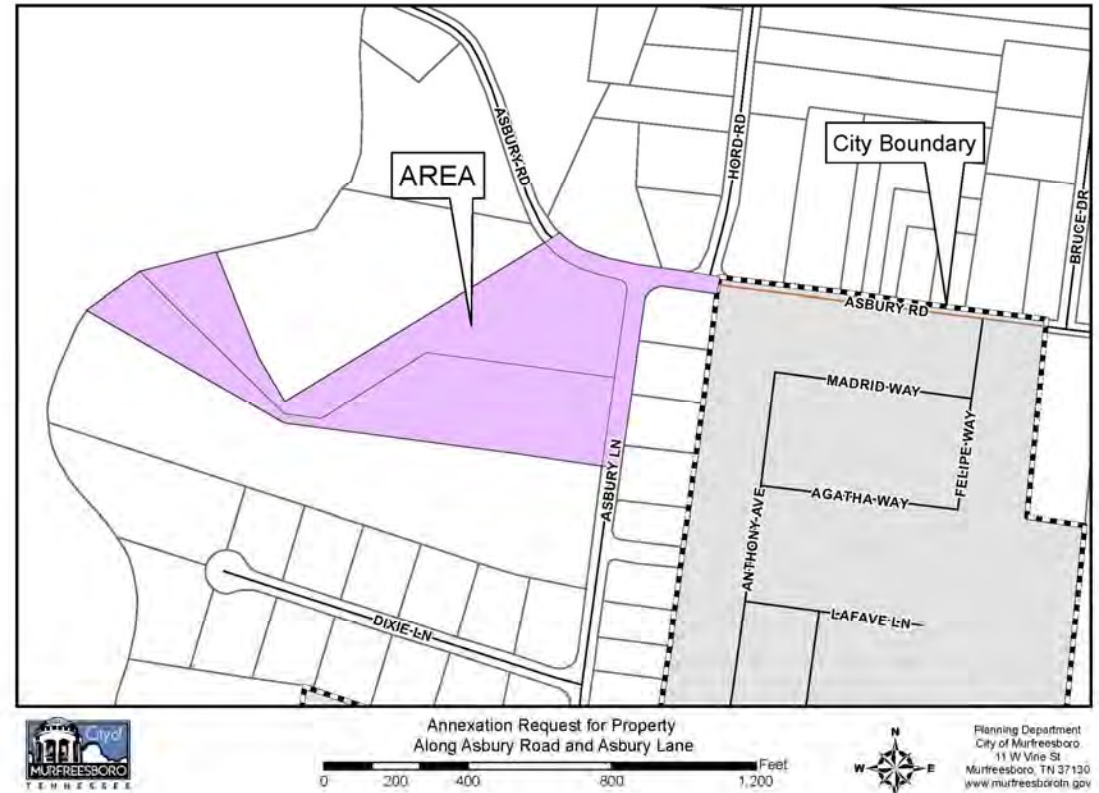 ASBURY RD
HORD RD
City Boundary
AREA
BRUCE DR
ASBURY RD
MADRID WAY
FELIPE WAY
AGATHA WAY
ASBURY LN
ANTHONY AVE
LAFAVE LN
DIXIE LN
City of
MURFREESBORO
TENNESSEE
Annexation Request for Property
Along Asbury Road and Asbury Lane
0 200 400 800 1,200
Feet
N
W E
S
Planning Department
City of Murfreesboro
11 W Vine St
Murfreesboro, TN 37130
www.murfreesborotn.gov